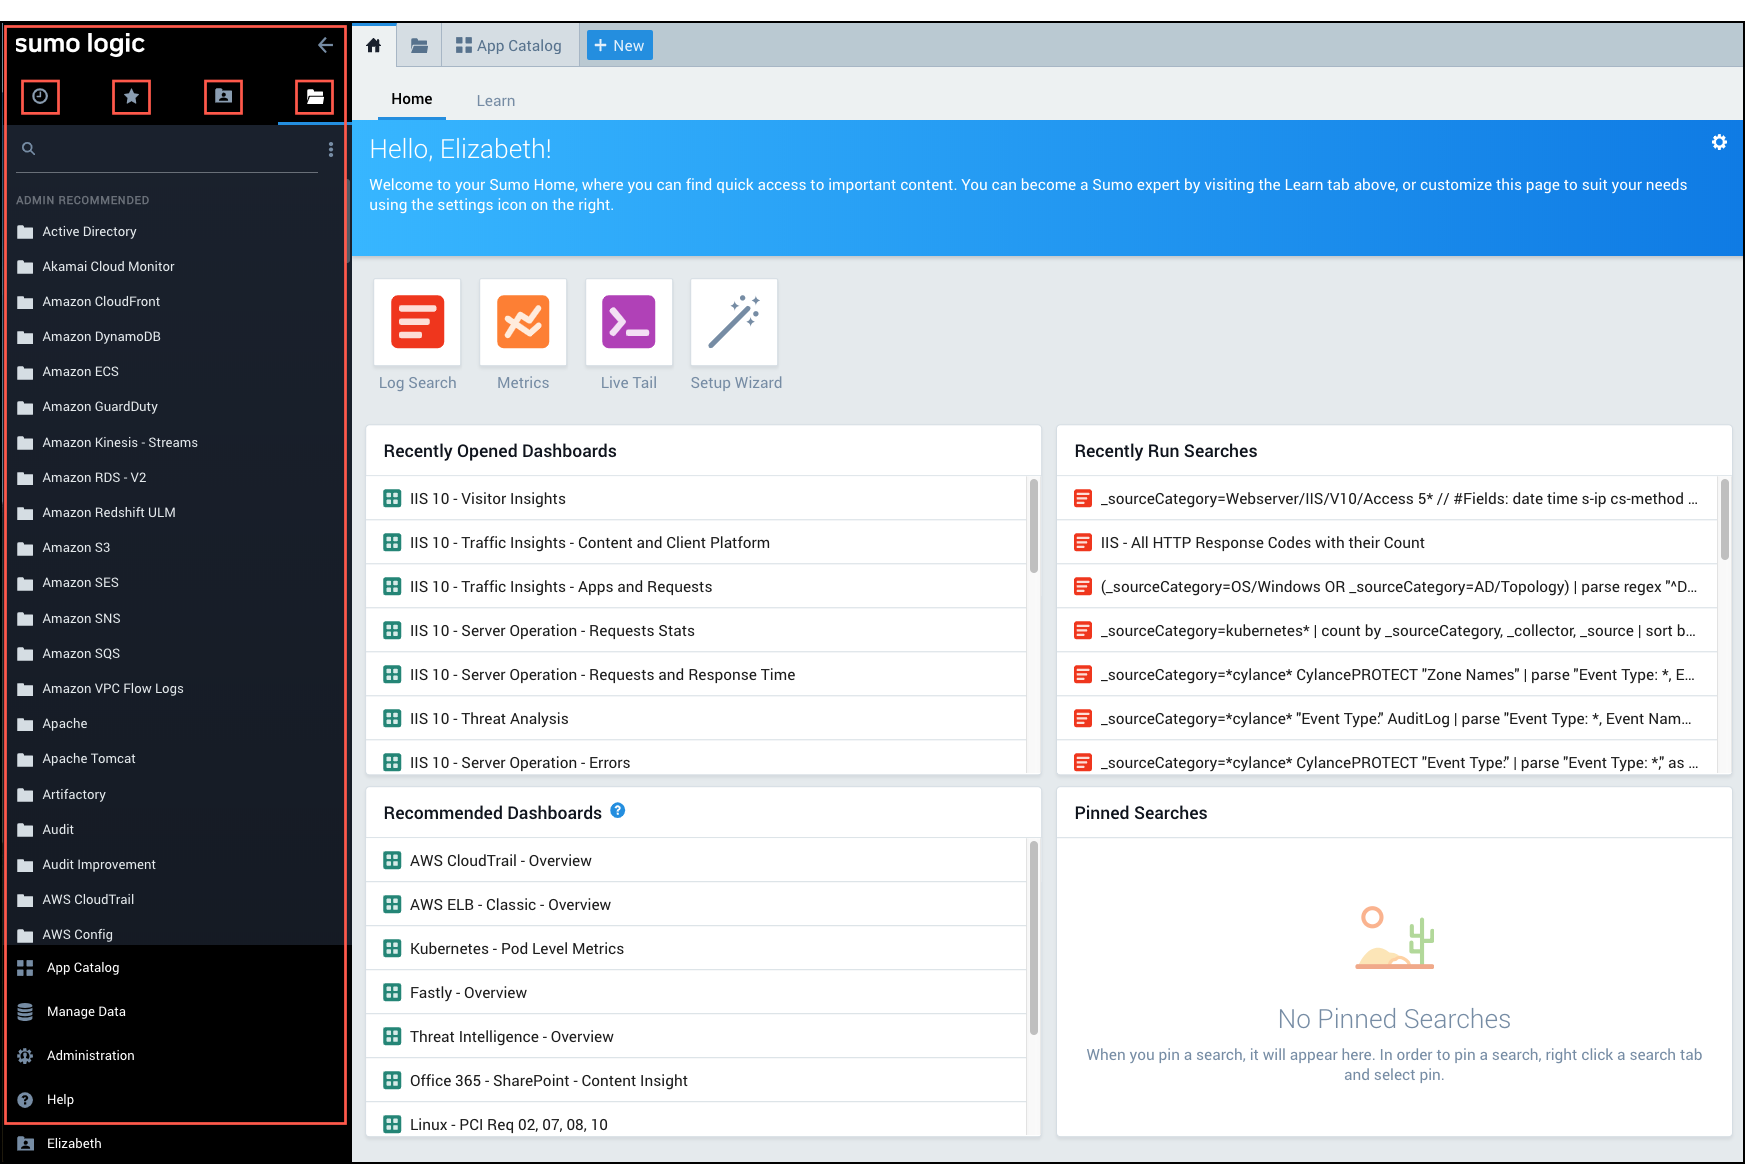 sumo logic
ADMIN RECOMMENDED
Active Directory
Akamai Cloud Monitor
Amazon CloudFront
Amazon DynamoDB
Amazon ECS
Amazon GuardDuty
Amazon Kinesis - Streams
Amazon RDS - V2
Amazon Redshift ULM
Amazon S3
Amazon SES
Amazon SNS
Amazon SQS
Amazon VPC Flow Logs
Apache
Apache Tomcat
Artifactory
Audit
Audit Improvement
AWS CloudTrail
AWS Config
App Catalog
Manage Data
Administration
Help
Elizabeth
App Catalog
+ New
Home
Learn
Hello, Elizabeth!
Welcome to your Sumo Home, where you can find quick access to important content. You can become a Sumo expert by visiting the Learn tab above, or customize this page to suit your needs
using the settings icon on the right.
Log Search
Metrics
Live Tail
Setup Wizard
Recently Opened Dashboards
IIS 10 - Visitor Insights
IIS 10 - Traffic Insights - Content and Client Platform
IIS 10 - Traffic Insights - Apps and Requests
IIS 10 - Server Operation - Requests Stats
IIS 10 - Server Operation - Requests and Response Time
IIS 10 - Threat Analysis
IIS 10 - Server Operation - Errors
Recently Run Searches
_sourceCategory=Webserver/IIS/V10/Access 5* // #Fields: date time s-ip cs-method ...
IIS - All HTTP Response Codes with their Count
(_sourceCategory=OS/Windows OR _sourceCategory=AD/Topology) | parse regex "^D...
_sourceCategory=kubernetes* | count by _sourceCategory, _collector, _source | sort b...
_sourceCategory=*cylance* CylancePROTECT "Zone Names" | parse "Event Type: *, E...
_sourceCategory=*cylance* "Event Type:" AuditLog | parse "Event Type: *, Event Nam...
_sourceCategory=*cylance* CylancePROTECT "Event Type:" | parse "Event Type: *," as ...
Recommended Dashboards ?
AWS CloudTrail - Overview
AWS ELB - Classic - Overview
Kubernetes - Pod Level Metrics
Fastly - Overview
Threat Intelligence - Overview
Office 365 - SharePoint - Content Insight
Linux - PCI Req 02, 07, 08, 10
Pinned Searches
No Pinned Searches
When you pin a search, it will appear here. In order to pin a search, right click a search tab
and select pin.